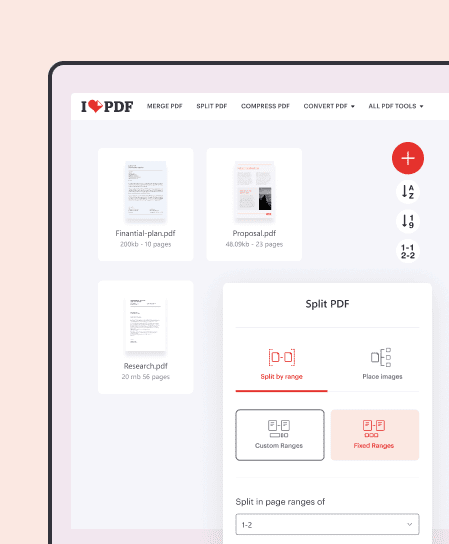 I PDF
MERGE PDF SPLIT PDF COMPRESS PDF CONVERT PDF ALL PDF TOOLS
Finantial-plan.pdf
200kb - 10 pages
Proposal.pdf
48.09kb - 23 pages
A
Z
1
9
1-1
2-2
Research.pdf
20 mb 56 pages
Split PDF
Split by range
Place images
Custom Ranges
Fixed Ranges
Split in page ranges of
1-2